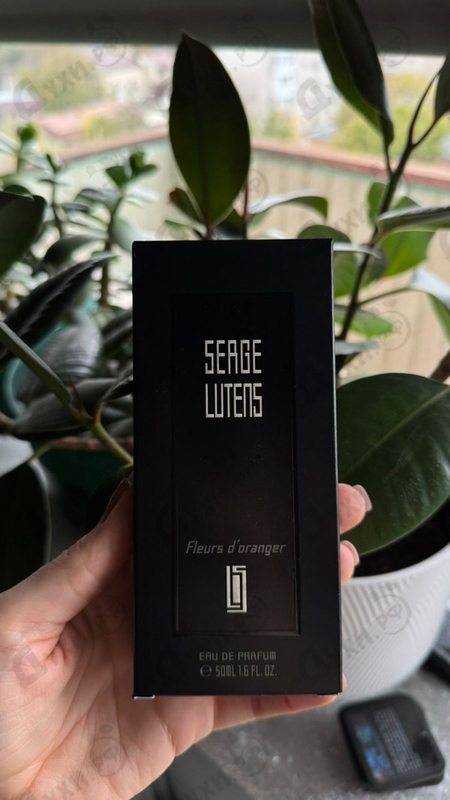 SERGE
LUTENS
Fleurs d'oranger
EAU DE PARFUM
℮ 50ML 1.6 FL. OZ.